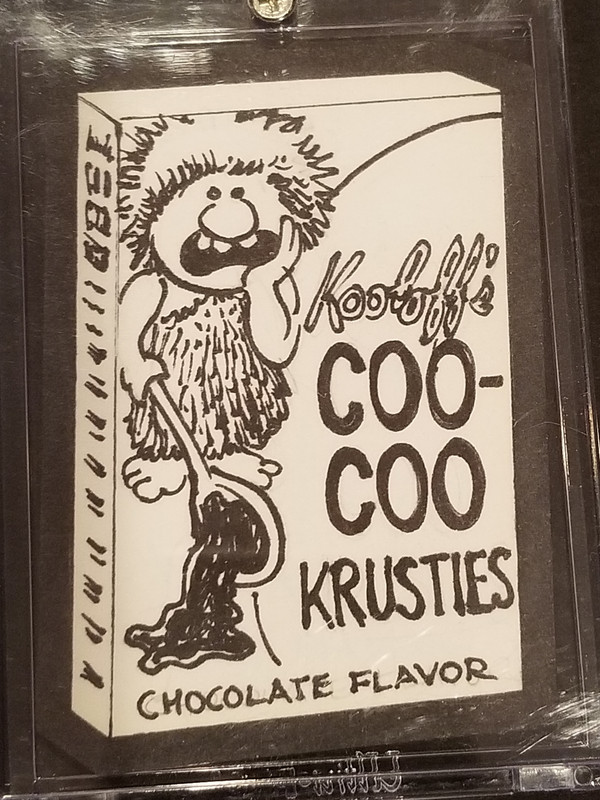 Kooloff's
COO-
COO
KRUSTIES
CHOCOLATE FLAVOR